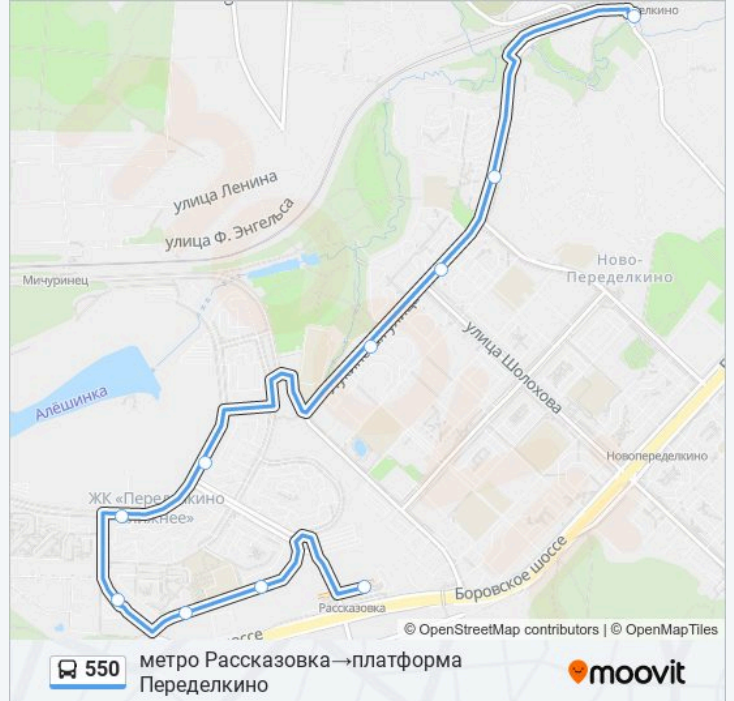 елкино
улица Ленина
улица Ф. Энгельса
Мичуринец
Ново-
Переделкино
улица Шолохова
Алёшинка
Новопеределкино
ЖК «Переделкино
Ближнее»
Боровское шоссе
Рассказовка
шоссе
© OpenStreetMap contributors | © OpenMapTiles
550
метро Рассказовка→платформа
Переделкино
moovit